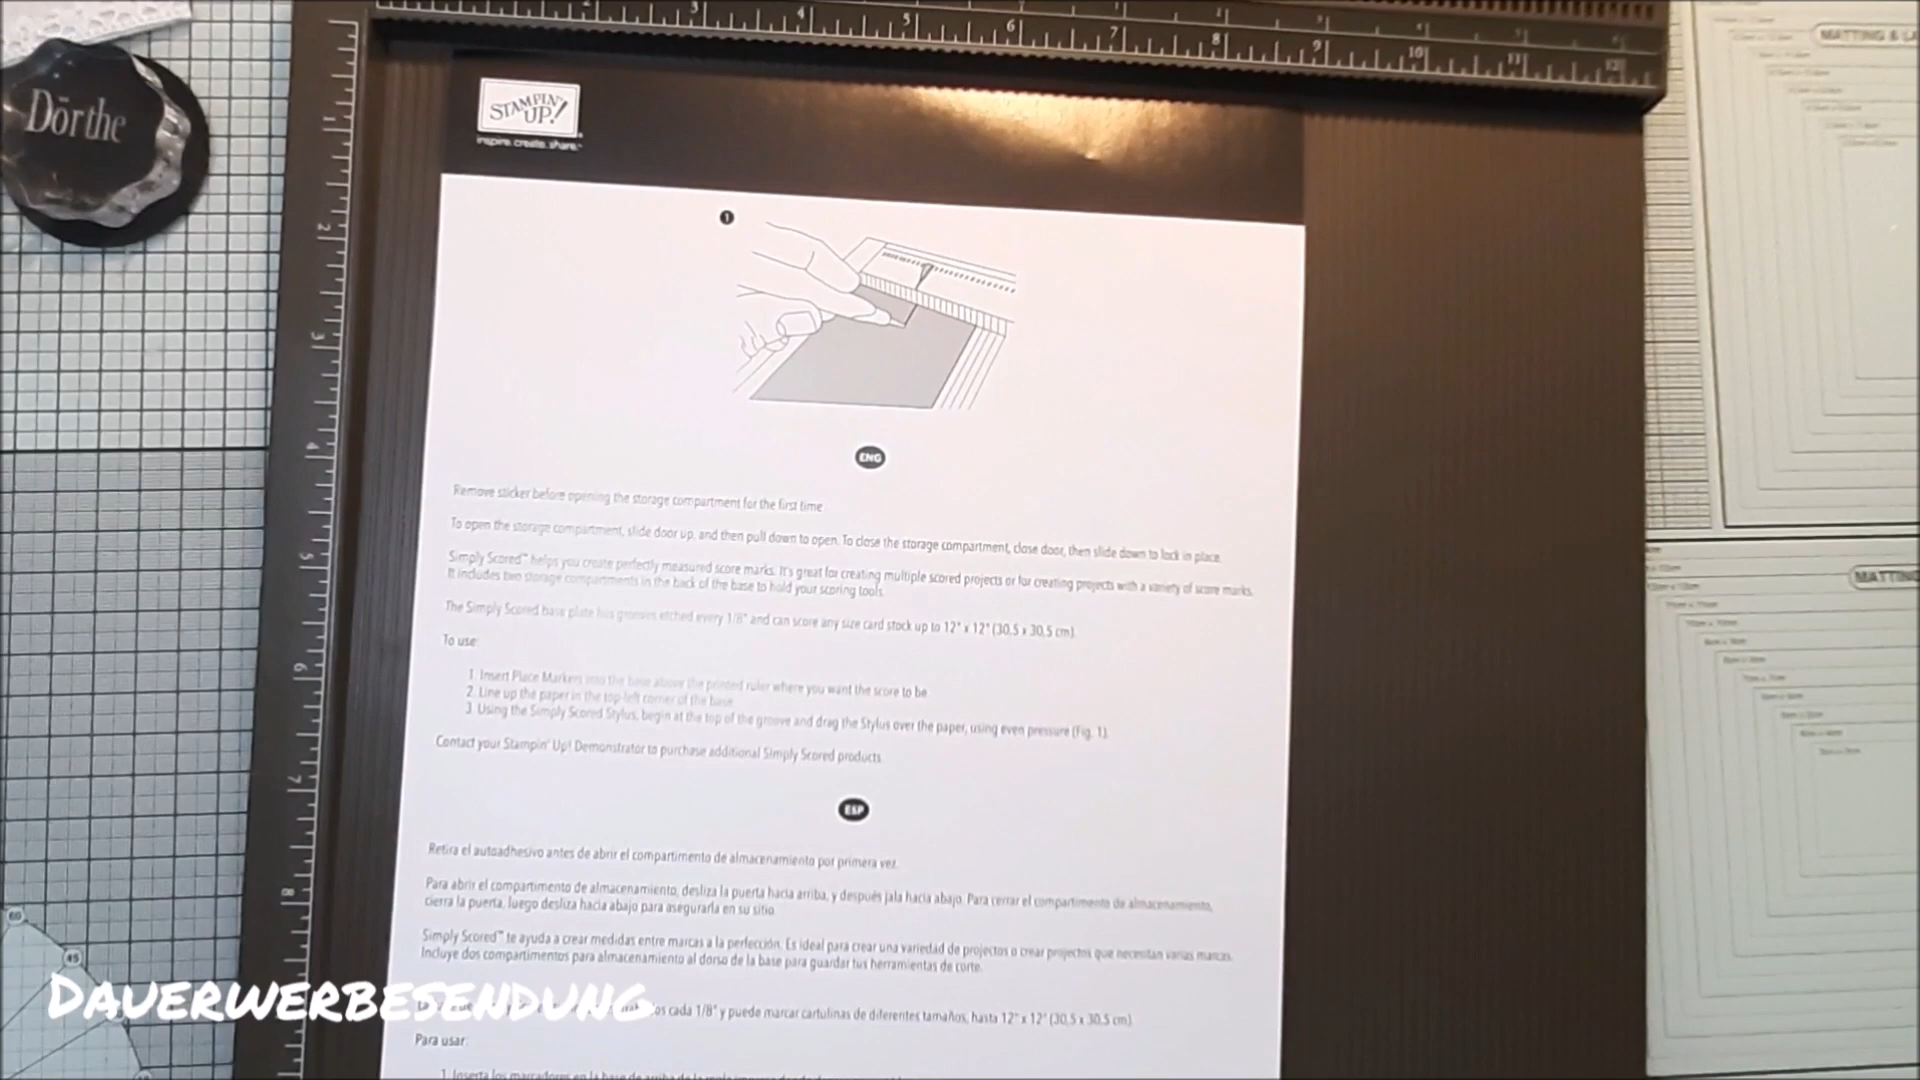 Dörthe
STAMPIN' UP!
inspire. create. share.
MATTING &
1
ENG
Remove sticker before opening the storage compartment for the first time.
To open the storage compartment, slide door up, and then pull down to open. To close the storage compartment, close door, then slide down to lock in place.
Simply Scored™ helps you create perfectly measured score marks. It's great for creating multiple scored projects or for creating projects with a variety of score marks.
It includes two storage compartments in the back of the base to hold your scoring tools.
The Simply Scored base plate has grooves etched every 1/8" and can score any size card stock up to 12" x 12" (30,5 x 30,5 cm).
To use:
1. Insert Place Markers into the base above the printed ruler where you want the score to be
2. Line up the paper in the top-left corner of the base.
3. Using the Simply Scored Stylus, begin at the top of the groove and drag the Stylus over the paper, using even pressure (Fig. 1).
Contact your Stampin' Up! Demonstrator to purchase additional Simply Scored products.
ESP
Retira el autoadhesivo antes de abrir el compartimento de almacenamiento por primera vez.
Para abrir el compartimento de almacenamiento, desliza la puerta hacia arriba, y después jala hacia abajo. Para cerrar el compartimento de almacenamiento,
cierra la puerta, luego desliza hacia abajo para asegurarla en su sitio.
Simply Scored™ te ayuda a crear medidas entre marcas a la perfección. Es ideal para crear una variedad de projectos o crear projectos que necesitan varias marcas.
Incluye dos compartimentos para almacenamiento al dorso de la base para guardar tus herramientas de corte.
cada 1/8" y puede marcar cartulinas de diferentes tamaños, hasta 12" x 12" (30,5 x 30,5 cm).
Para usar:
1. Inserta los marcadores en la base
DAUERWERBESENDUNG